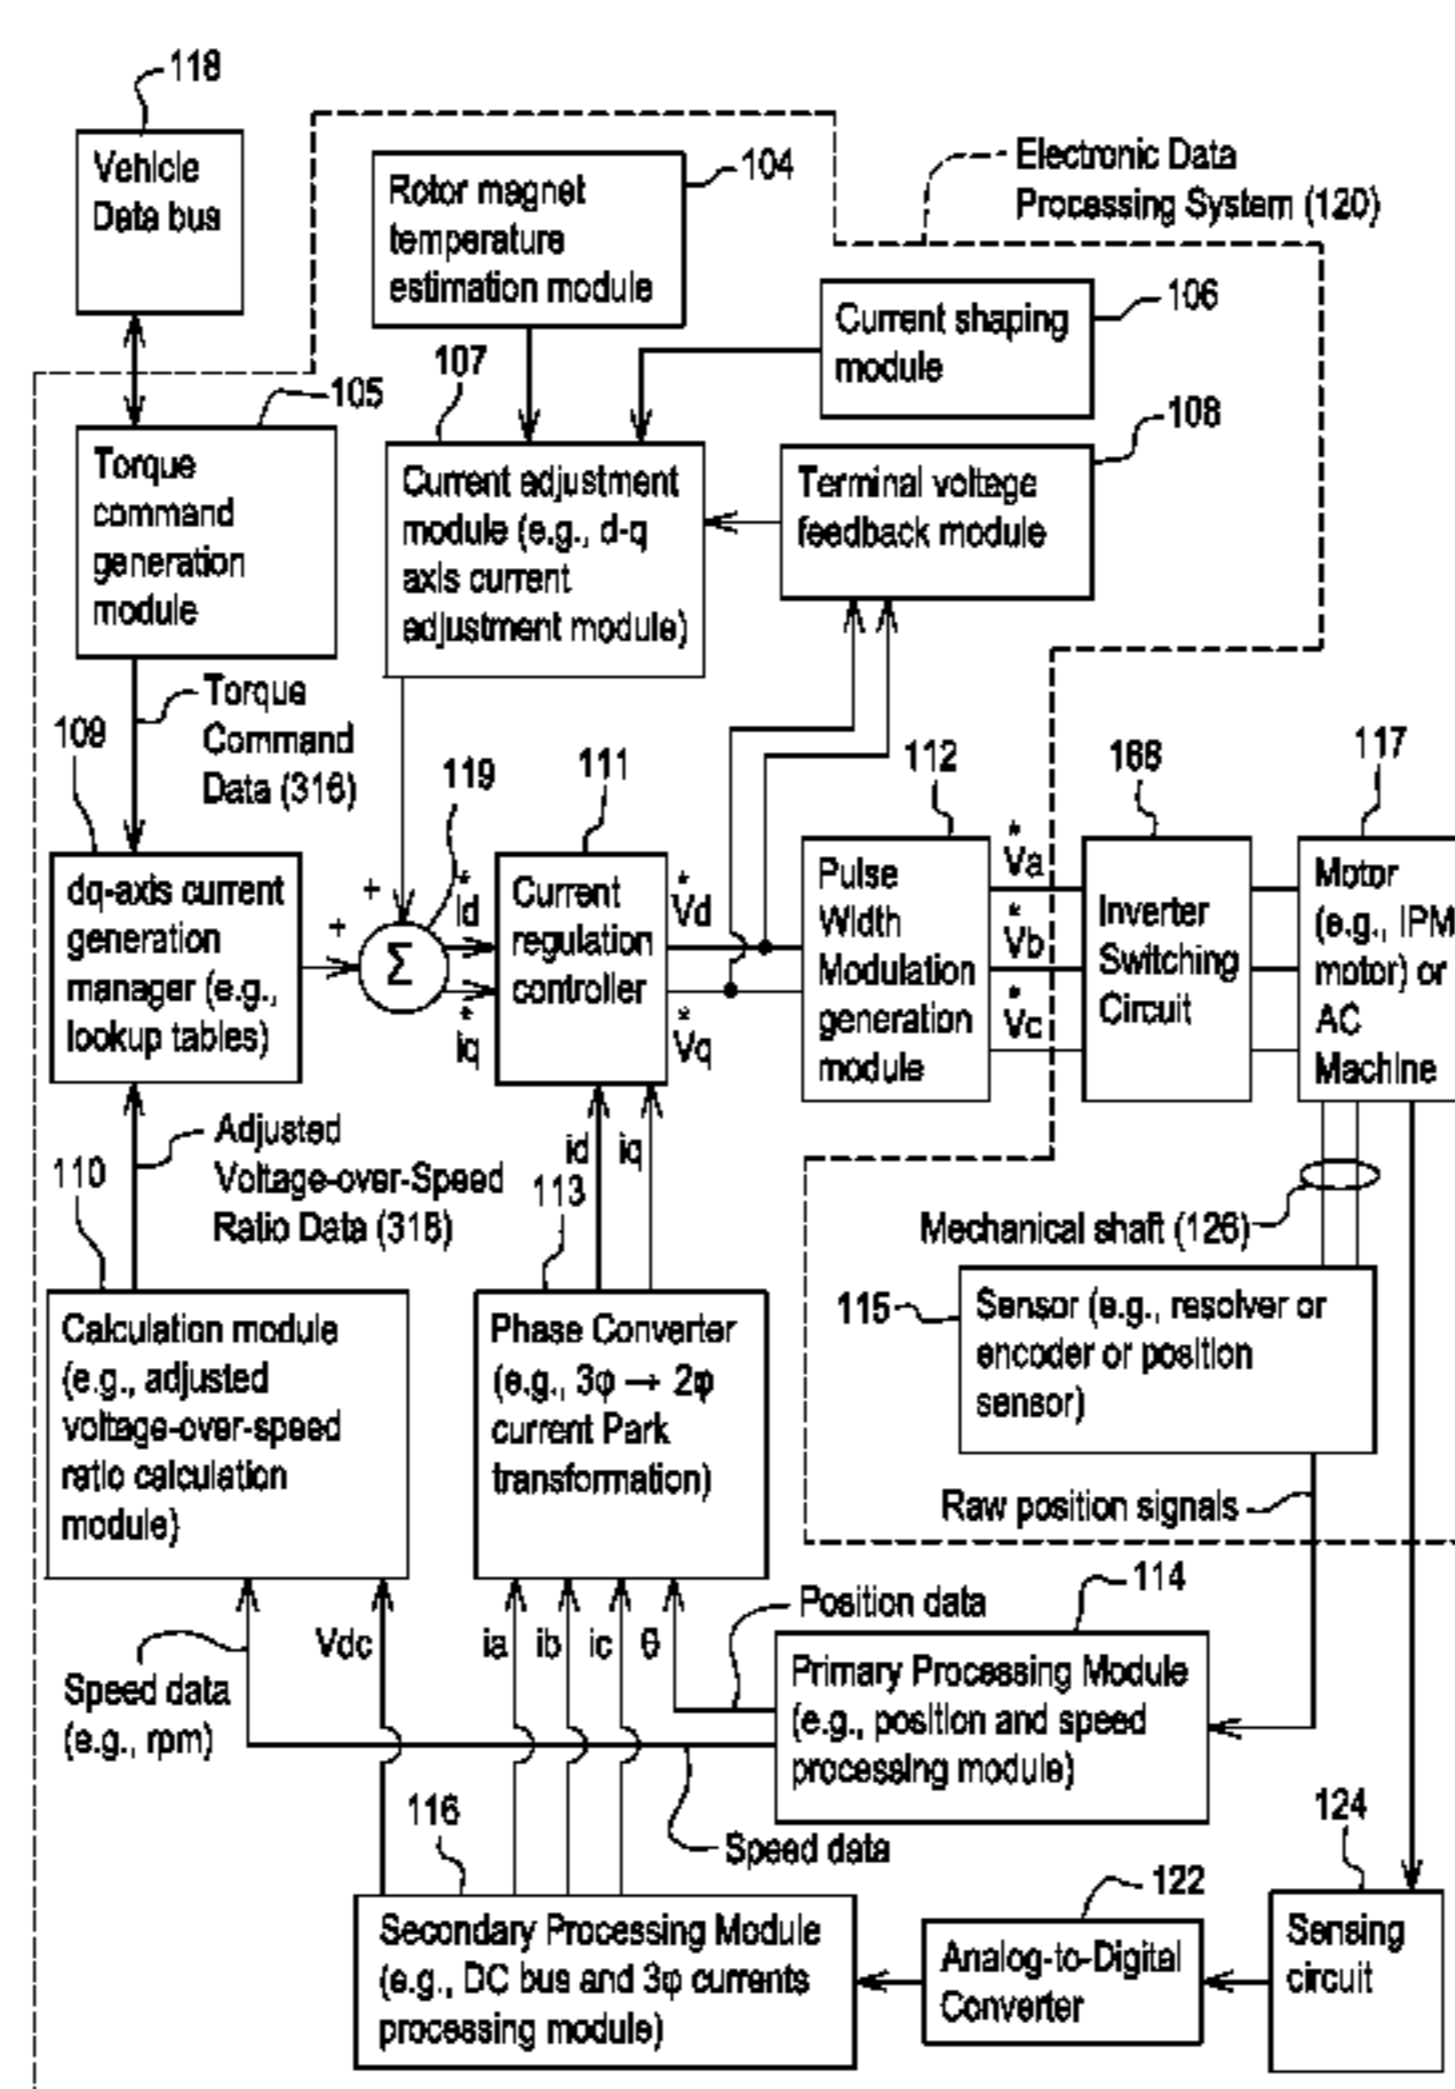 118
Vehicle
Data bus
104
Rotor magnet
temperature
estimation module
Electronic Data
Processing System (120)
106
Current shaping
module
107
105
108
Torque
command
generation
module
Current adjustment
module (e.g., d-q
axis current
adjustment module)
Terminal voltage
feedback module
Torque
Command
Data (316)
109
119
111
112
168
117
dq-axis current
generation
manager (e.g.,
lookup tables)
+
+
Σ
*
id
*
iq
Current
regulation
controller
*
Vd
*
Vq
Pulse
Width
Modulation
generation
module
*
Va
*
Vb
*
Vc
Inverter
Switching
Circuit
Motor
(e.g., IPM
motor) or
AC
Machine
Adjusted
Voltage-over-Speed
Ratio Data (318)
110
id
iq
113
Mechanical shaft (126)
115
Sensor (e.g., resolver or
encoder or position
sensor)
Calculation module
(e.g., adjusted
voltage-over-speed
ratio calculation
module)
Phase Converter
(e.g., 3φ → 2φ
current Park
transformation)
Raw position signals
114
Position data
Vdc
ia
ib
ic
θ
Speed data
(e.g., rpm)
Primary Processing Module
(e.g., position and speed
processing module)
116
Speed data
124
122
Secondary Processing Module
(e.g., DC bus and 3φ currents
processing module)
Analog-to-Digital
Converter
Sensing
circuit